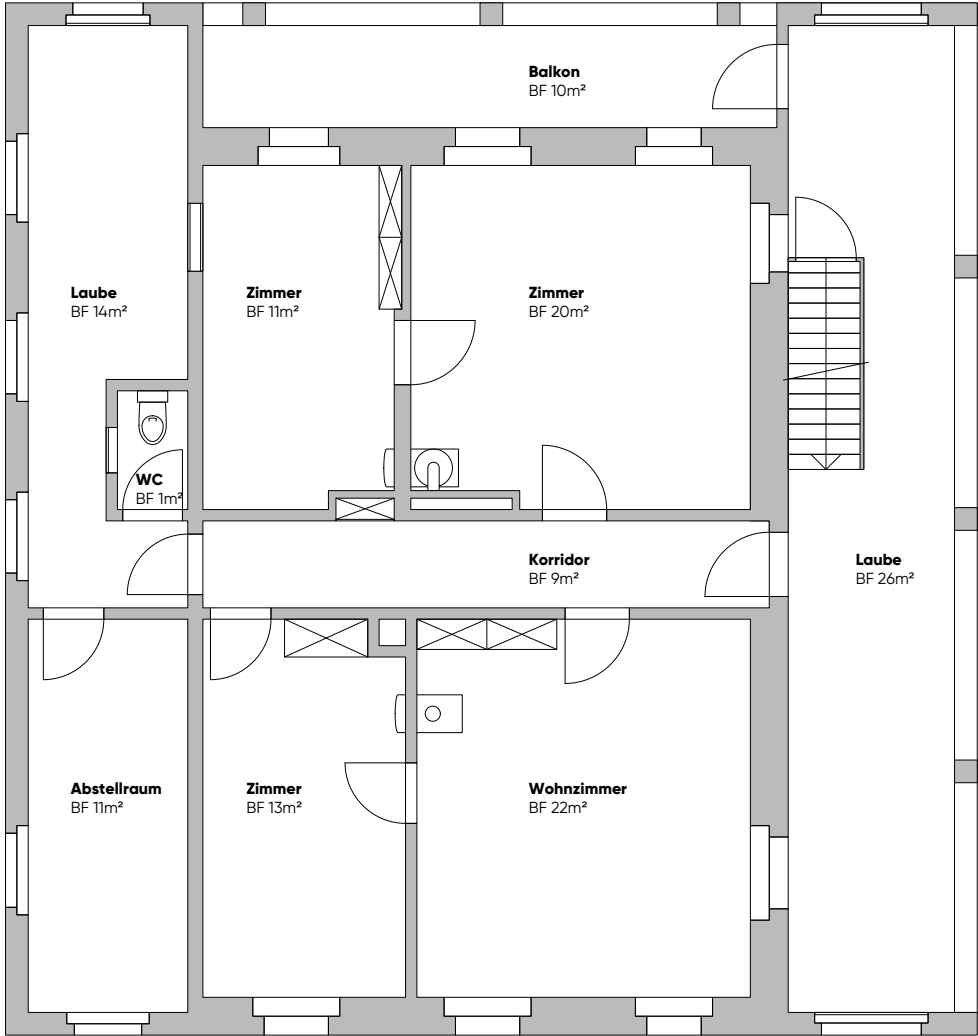 Balkon
BF 10m²
Laube
BF 14m²
Zimmer
BF 11m²
Zimmer
BF 20m²
WC
BF 1m²
Korridor
BF 9m²
Laube
BF 26m²
Abstellraum
BF 11m²
Zimmer
BF 13m²
Wohnzimmer
BF 22m²